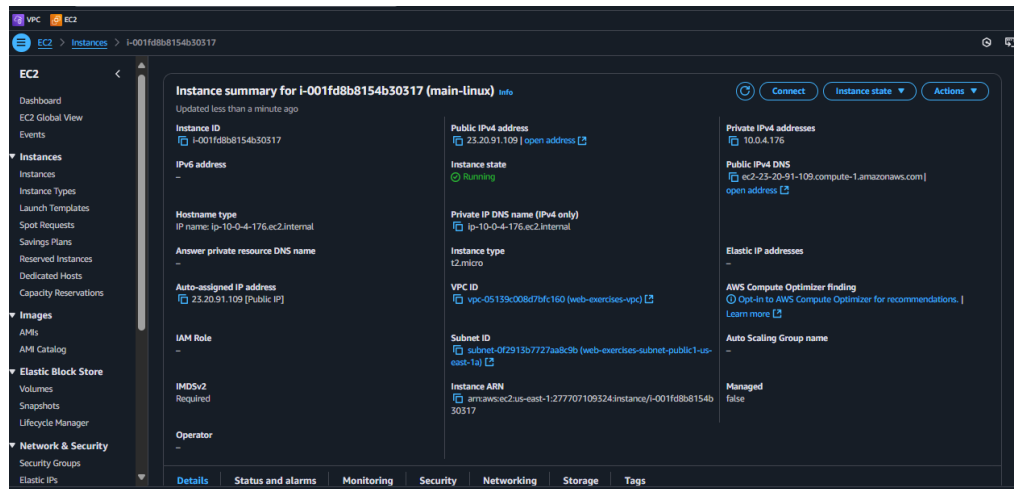 VPC EC2
EC2 > Instances > i-001fd8b8154b30317
EC2
Dashboard
EC2 Global View
Events
Instances
Instances
Instance Types
Launch Templates
Spot Requests
Savings Plans
Reserved Instances
Dedicated Hosts
Capacity Reservations
Images
AMIs
AMI Catalog
Elastic Block Store
Volumes
Snapshots
Lifecycle Manager
Network & Security
Security Groups
Elastic IPs
Instance summary for i-001fd8b8154b30317 (main-linux) Info
Connect Instance state Actions
Updated less than a minute ago
Instance ID
i-001fd8b8154b30317
Public IPv4 address
23.20.91.109 | open address
Private IPv4 addresses
10.0.4.176
IPv6 address
–
Instance state
Running
Public IPv4 DNS
ec2-23-20-91-109.compute-1.amazonaws.com |
open address
Hostname type
IP name: ip-10-0-4-176.ec2.internal
Private IP DNS name (IPv4 only)
ip-10-0-4-176.ec2.internal
Answer private resource DNS name
–
Instance type
t2.micro
Elastic IP addresses
–
Auto-assigned IP address
23.20.91.109 [Public IP]
VPC ID
vpc-05139c008d7bfc160 (web-exercises-vpc)
AWS Compute Optimizer finding
Opt-in to AWS Compute Optimizer for recommendations. |
Learn more
IAM Role
–
Subnet ID
subnet-0f2913b7727aa8c9b (web-exercises-subnet-public1-us-
east-1a)
Auto Scaling Group name
–
IMDSv2
Required
Instance ARN
arn:aws:ec2:us-east-1:277707109324:instance/i-001fd8b8154b
30317
Managed
false
Operator
–
Details Status and alarms Monitoring Security Networking Storage Tags